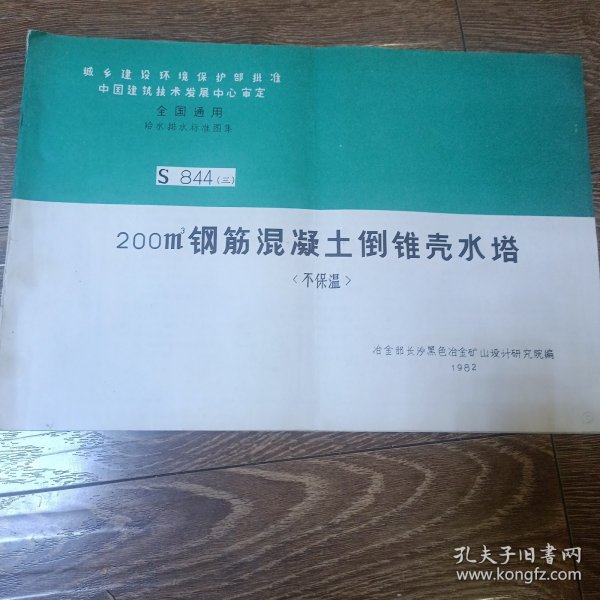 城乡建设环境保护部批准
中国建筑技术发展中心审定
全国通用
给水排水标准图集
S 844(三)
200m³钢筋混凝土倒锥壳水塔
<不保温>
冶金部长沙黑色冶金矿山设计研究院编
1982
孔夫子旧书网
www.kongfz.com